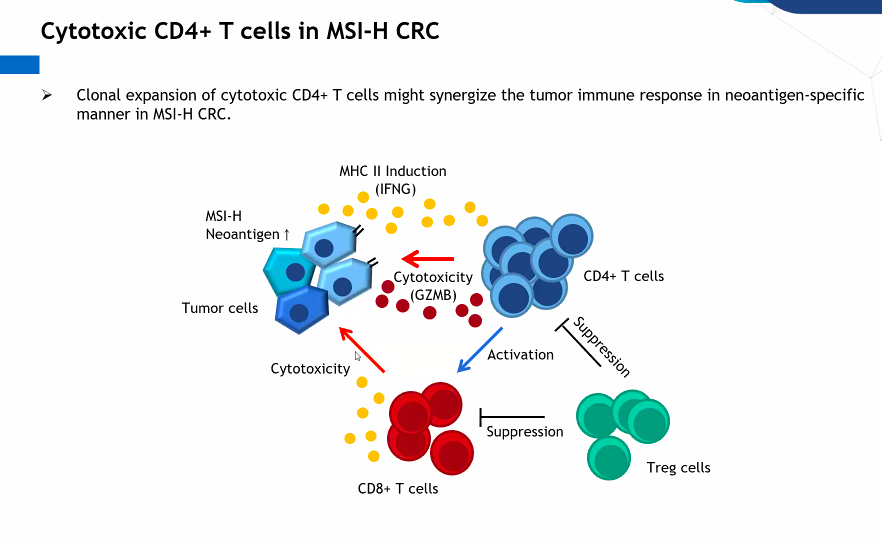 Cytotoxic CD4+ T cells in MSI-H CRC
Clonal expansion of cytotoxic CD4+ T cells might synergize the tumor immune response in neoantigen-specific
manner in MSI-H CRC.
MHC II Induction
(IFNG)
MSI-H
Neoantigen ↑
Cytotoxicity
(GZMB)
CD4+ T cells
Tumor cells
Suppression
Activation
Cytotoxicity
Suppression
Treg cells
CD8+ T cells